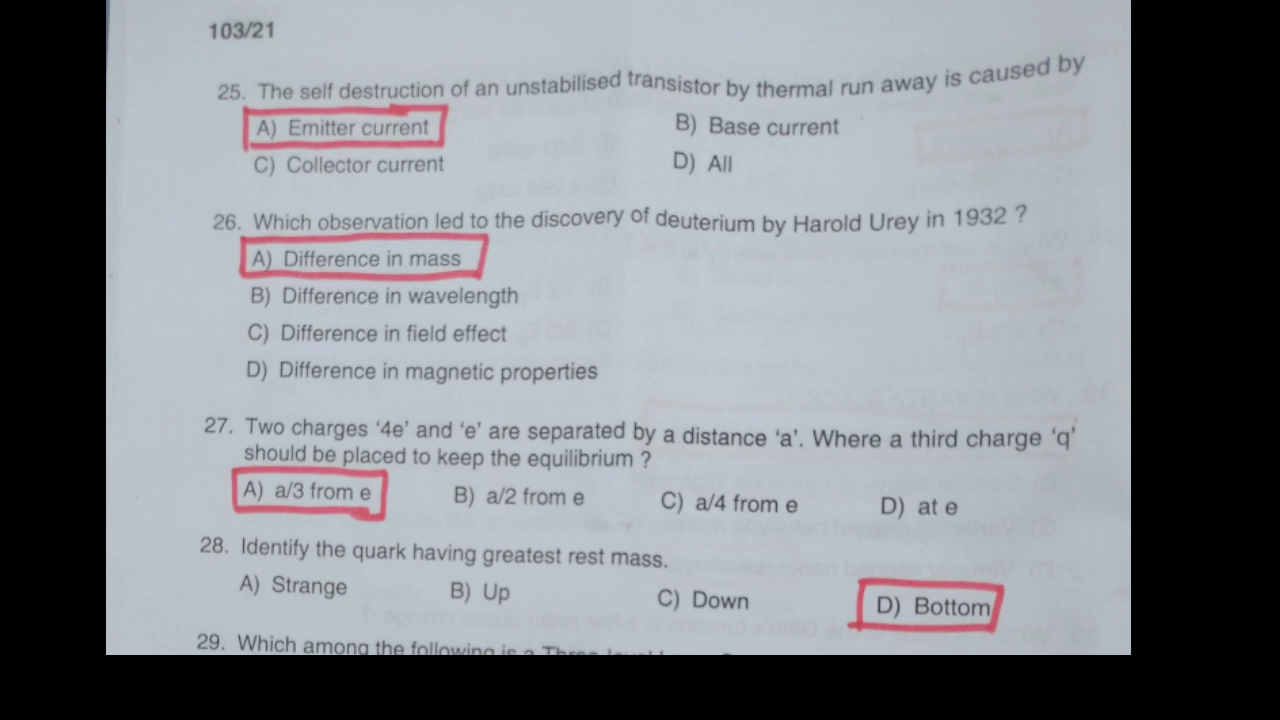 103/21
25. The self destruction of an unstabilised transistor by thermal run away is caused by
A) Emitter current B) Base current
C) Collector current D) All
26. Which observation led to the discovery of deuterium by Harold Urey in 1932 ?
A) Difference in mass
B) Difference in wavelength
C) Difference in field effect
D) Difference in magnetic properties
27. Two charges '4e' and 'e' are separated by a distance 'a'. Where a third charge 'q'
should be placed to keep the equilibrium ?
A) a/3 from e B) a/2 from e C) a/4 from e D) at e
28. Identify the quark having greatest rest mass.
A) Strange B) Up C) Down D) Bottom
29. Which among the following is a Three level